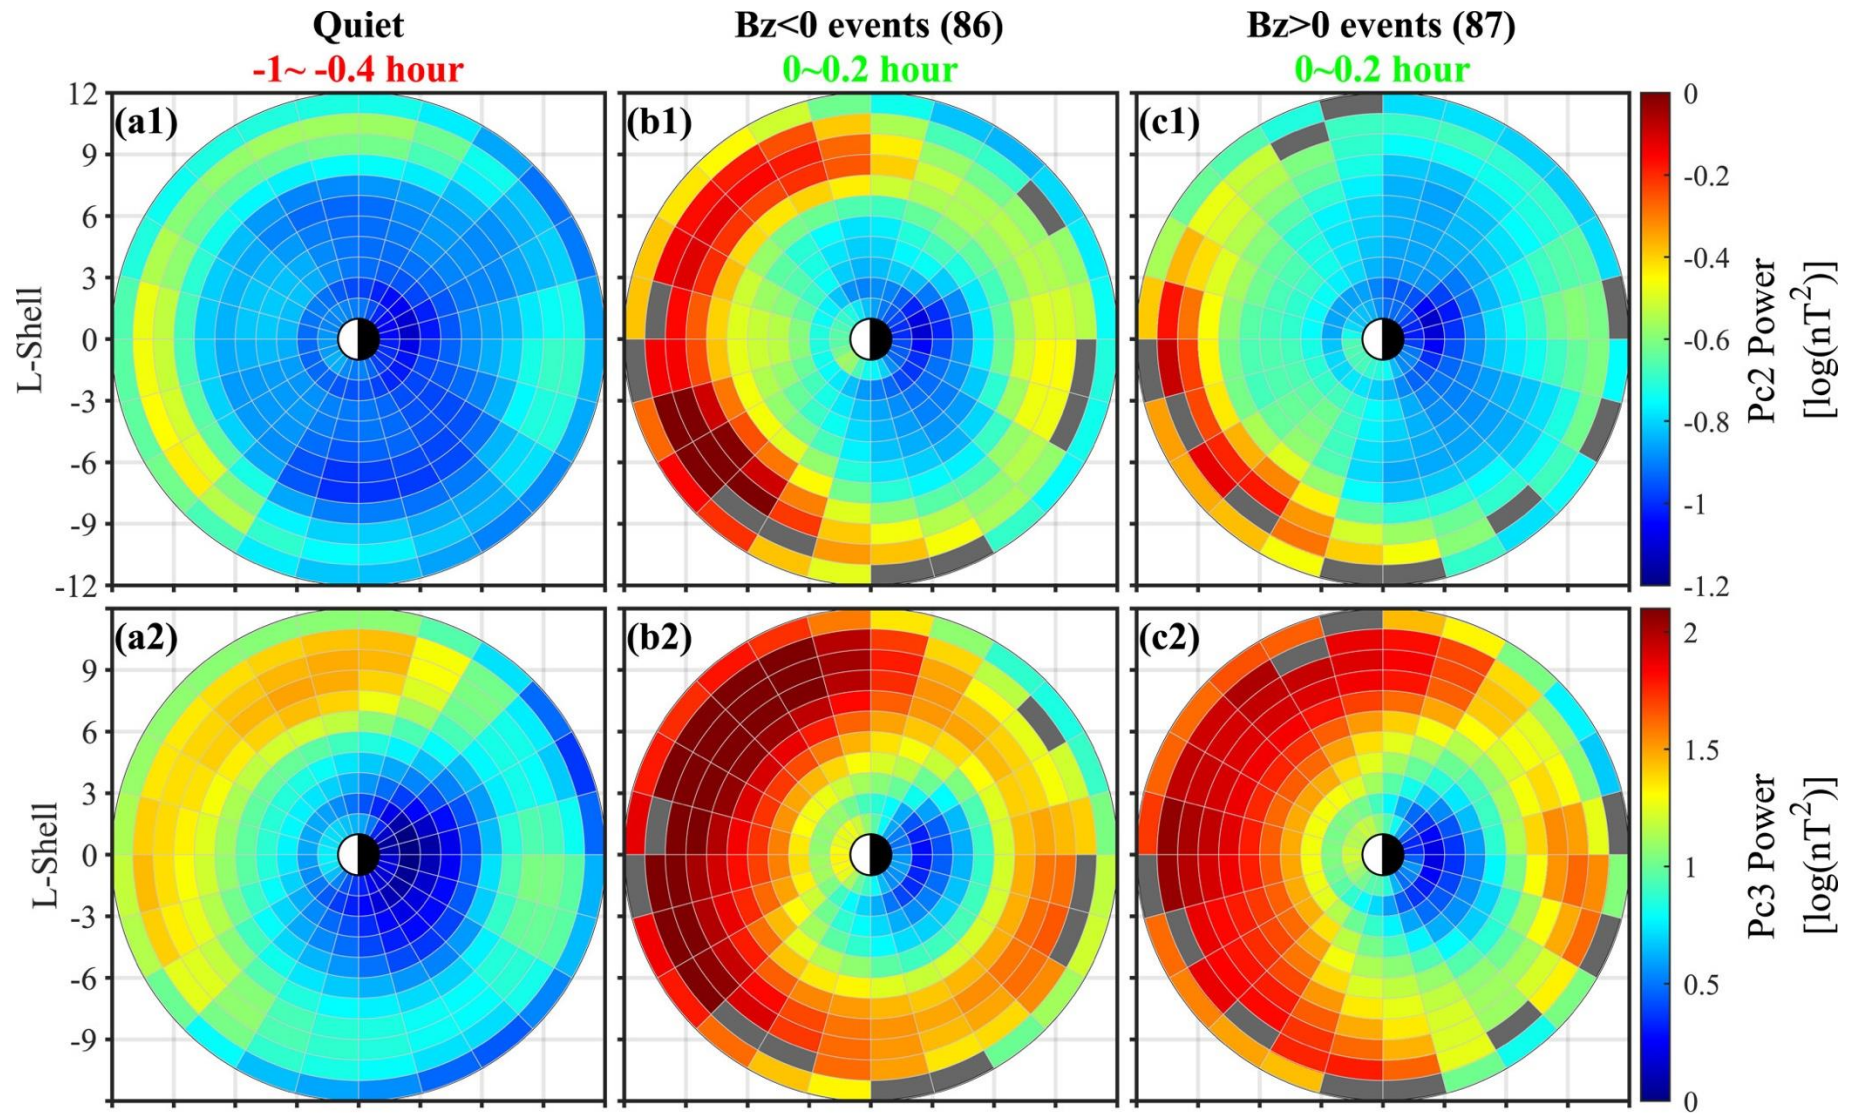 Quiet
-1~ -0.4 hour
Bz<0 events (86)
0~0.2 hour
Bz>0 events (87)
0~0.2 hour
(a1)
(b1)
(c1)
12
9
6
3
0
-3
-6
-9
-12
L-Shell
0
-0.2
-0.4
-0.6
-0.8
-1
-1.2
Pc2 Power
[log(nT²)]
(a2)
(b2)
(c2)
9
6
3
0
-3
-6
-9
L-Shell
2
1.5
1
0.5
0
Pc3 Power
[log(nT²)]